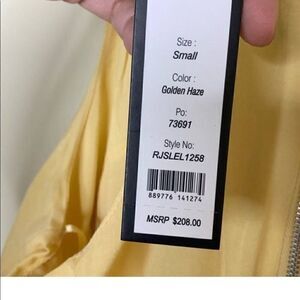 Size :
Small
Color :
Golden Haze
Po:
73691
Style No:
RJSLEL1258
889776 141274
MSRP $208.00